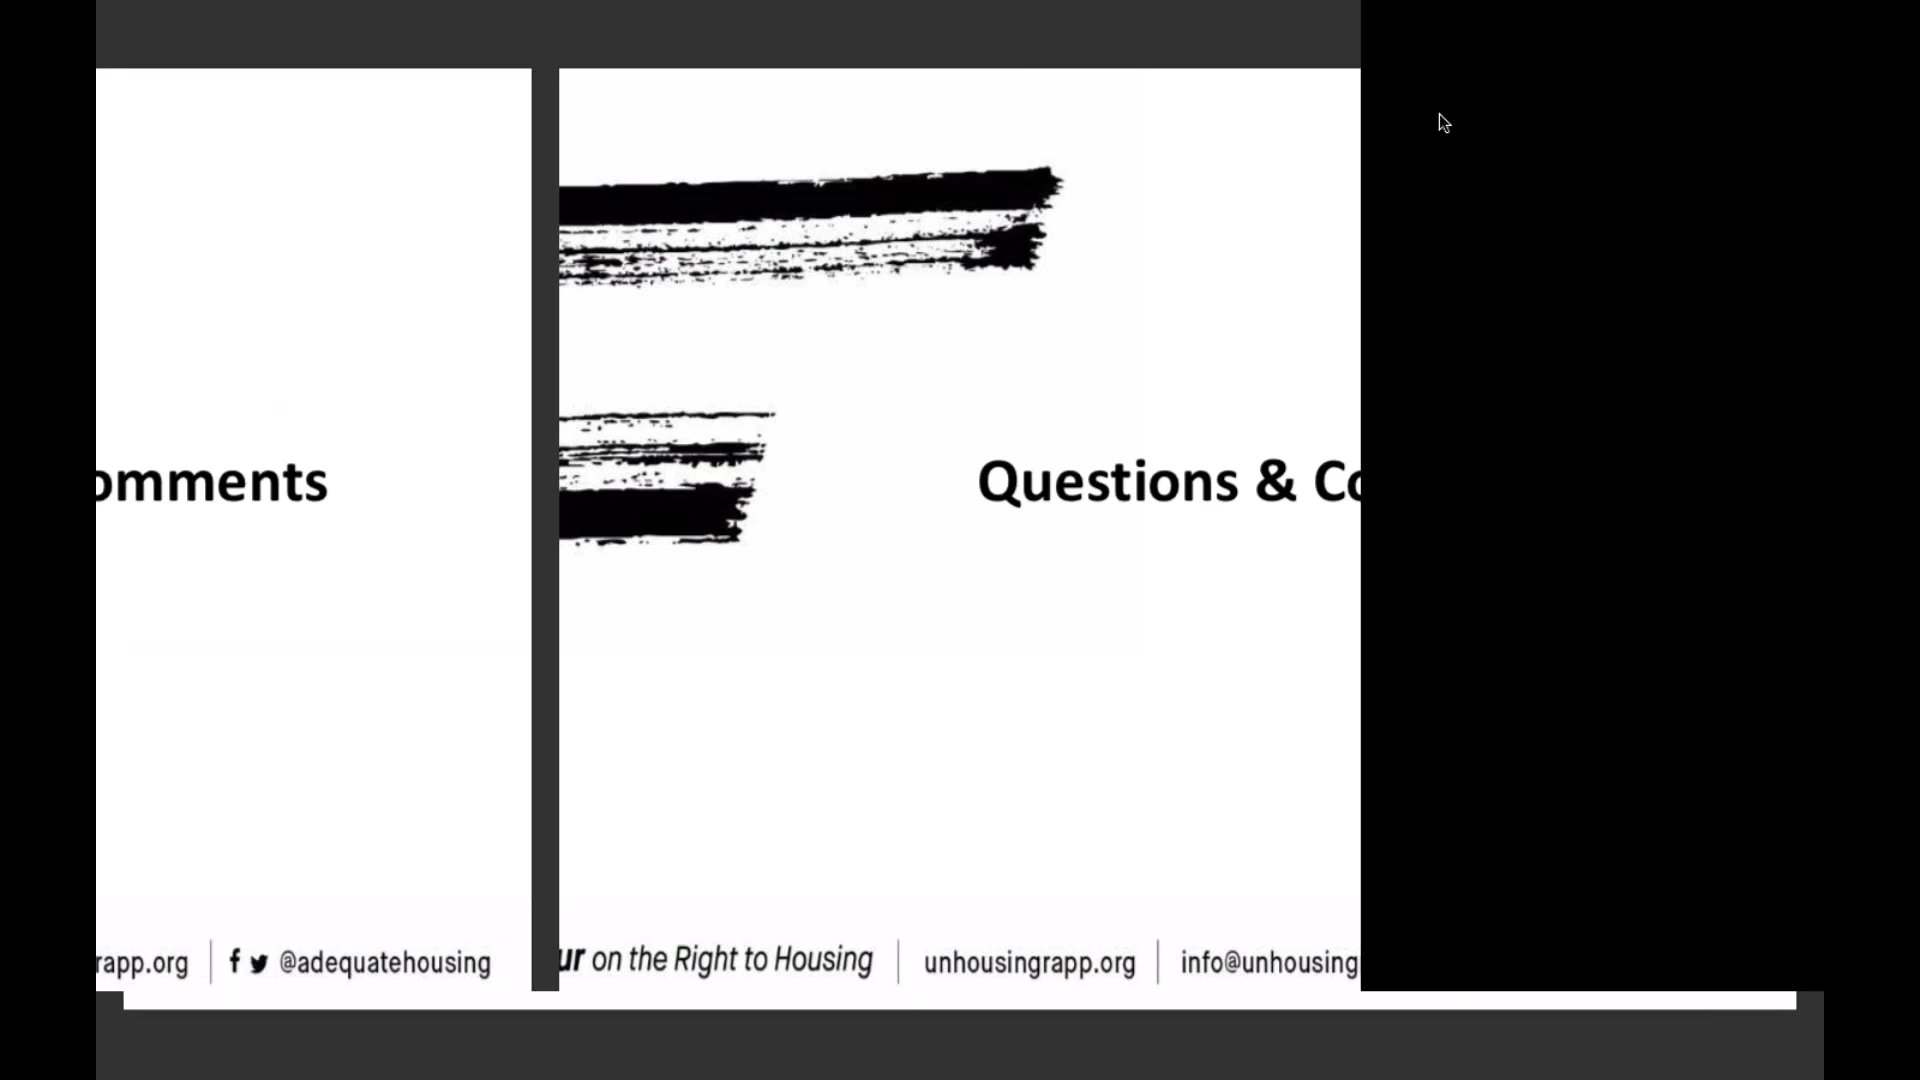 omments
Questions & Co
rapp.org
@adequatehousing
ur on the Right to Housing
unhousingrapp.org
info@unhousing